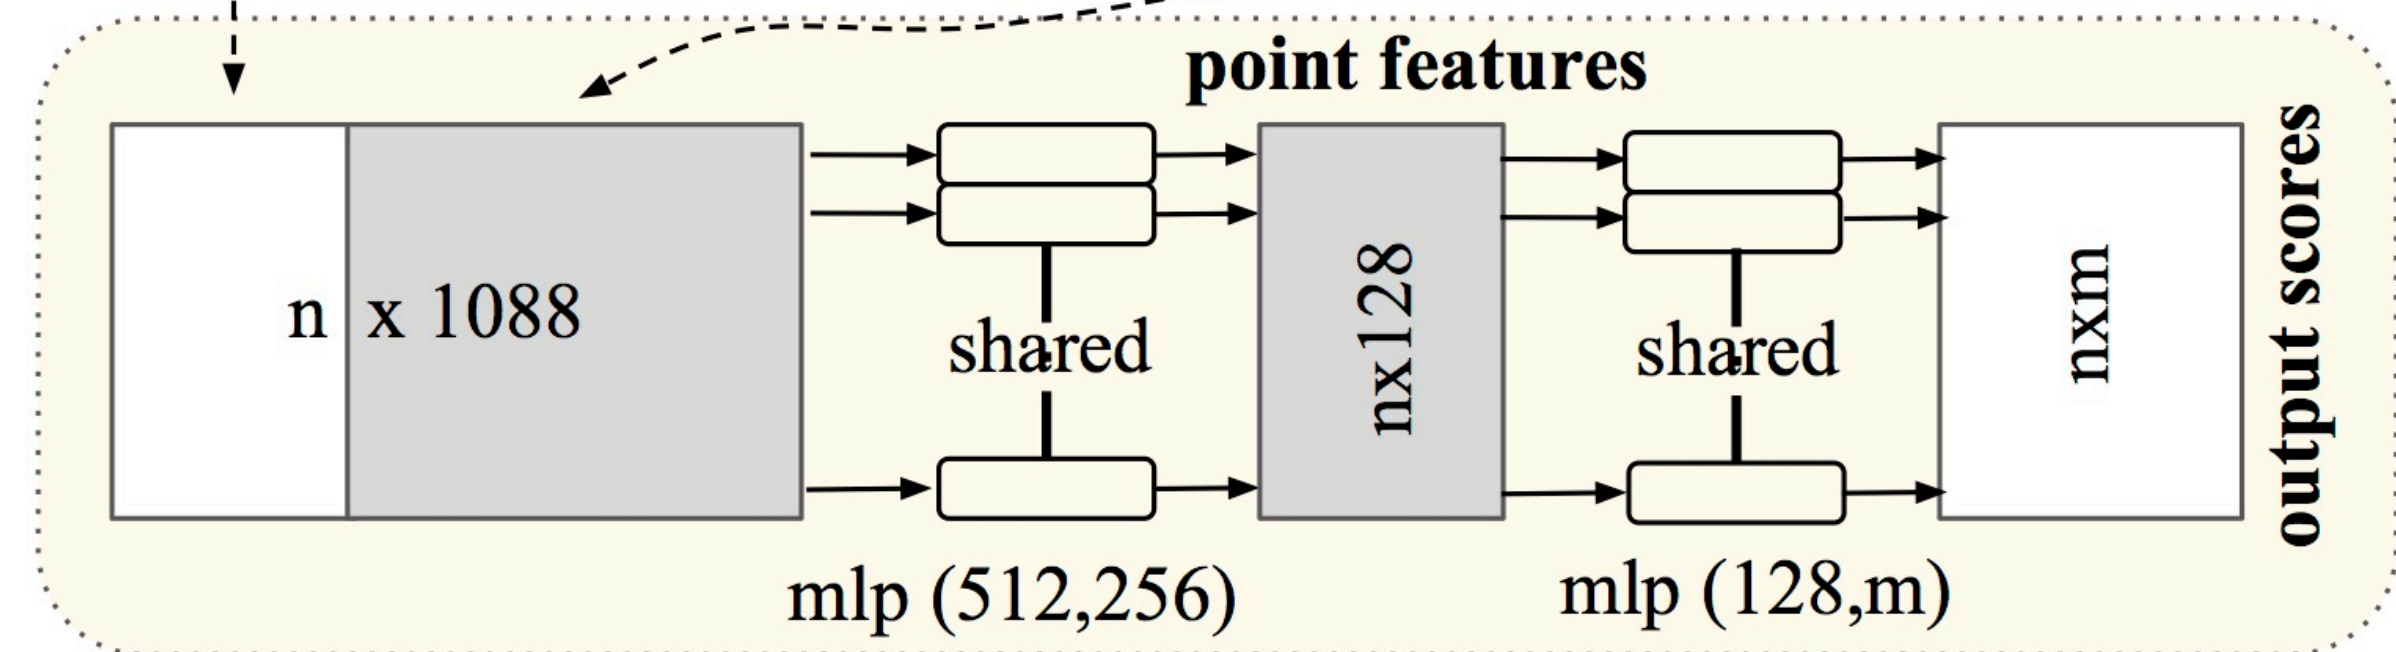 point features
n x 1088
shared
nx128
shared
nxm
output scores
mlp (512,256)
mlp (128,m)